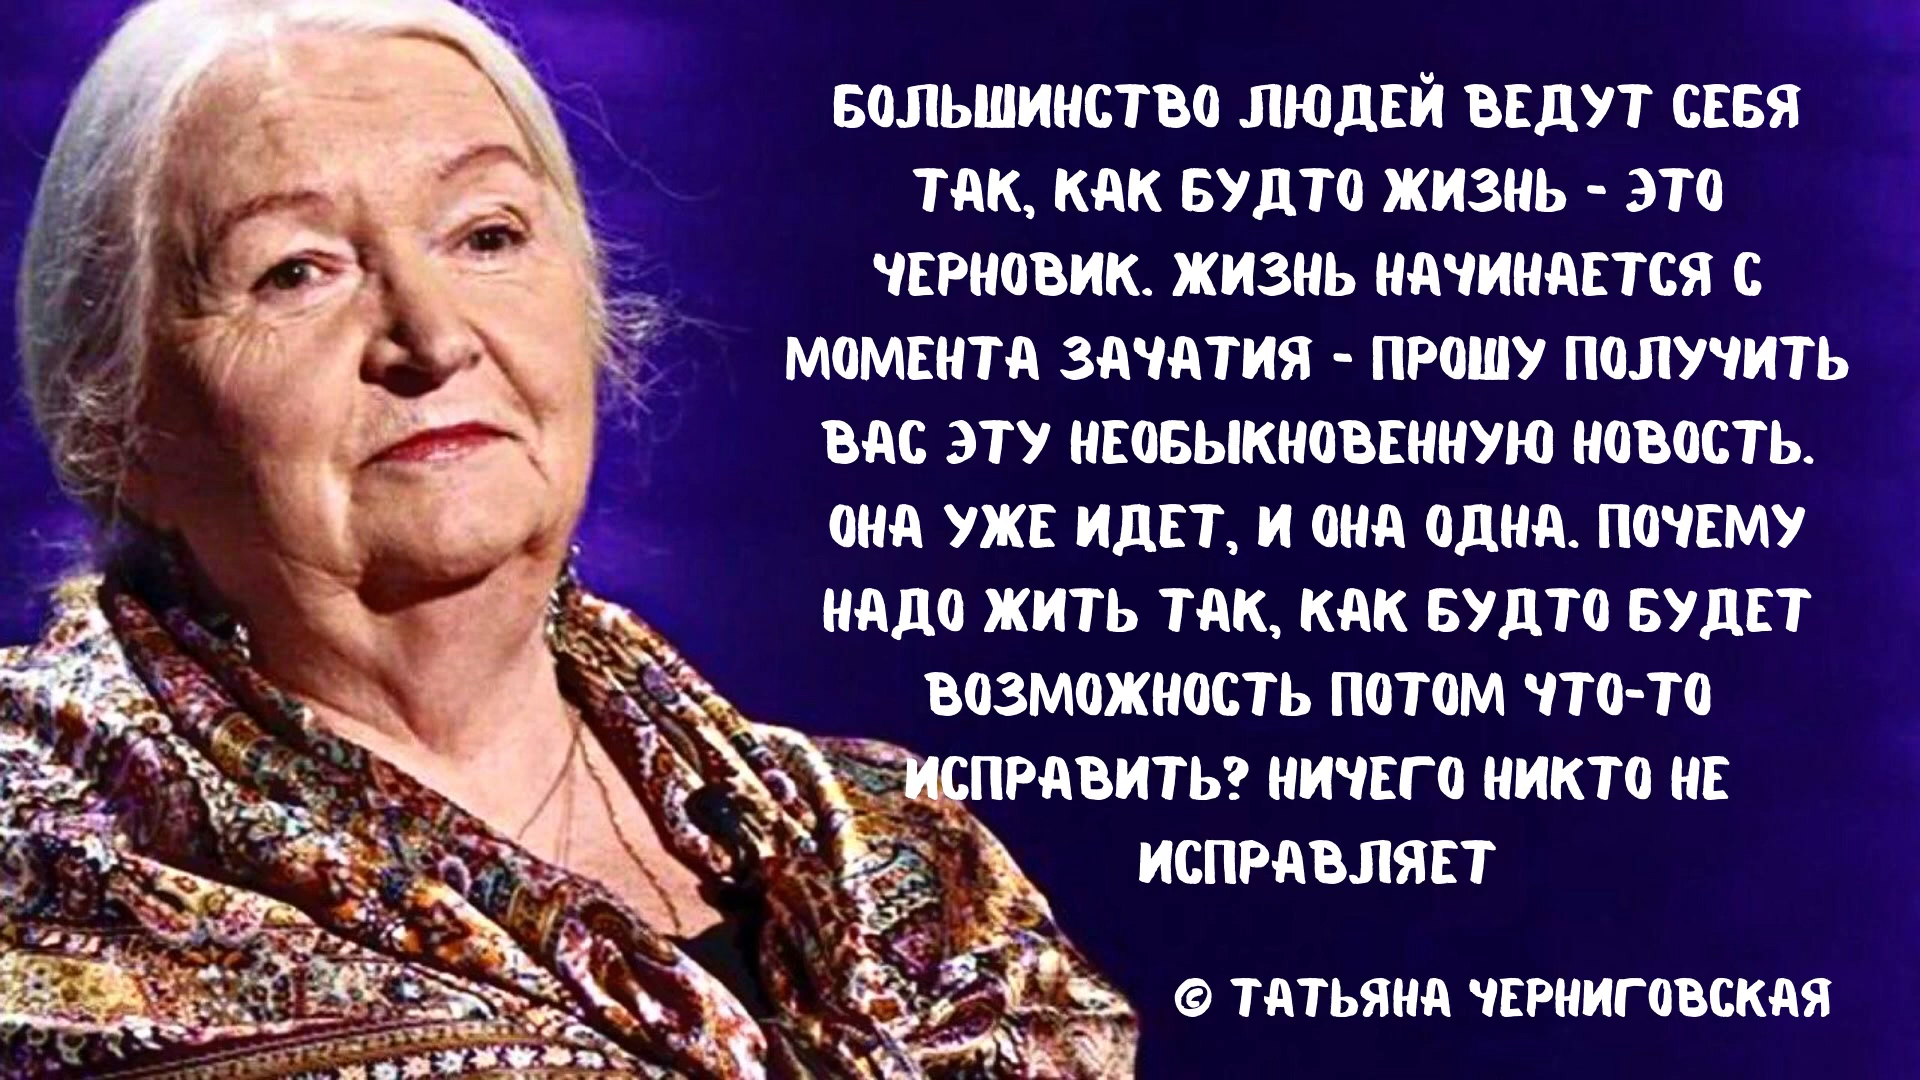 БОЛЬШИНСТВО ЛЮДЕЙ ВЕДУТ СЕБЯ
ТАК, КАК БУДТО ЖИЗНЬ - ЭТО
ЧЕРНОВИК. ЖИЗНЬ НАЧИНАЕТСЯ С
МОМЕНТА ЗАЧАТИЯ - ПРОШУ ПОЛУЧИТЬ
ВАС ЭТУ НЕОБЫКНОВЕННУЮ НОВОСТЬ.
ОНА УЖЕ ИДЕТ, И ОНА ОДНА. ПОЧЕМУ
НАДО ЖИТЬ ТАК, КАК БУДТО БУДЕТ
ВОЗМОЖНОСТЬ ПОТОМ ЧТО-ТО
ИСПРАВИТЬ? НИЧЕГО НИКТО НЕ
ИСПРАВЛЯЕТ
© ТАТЬЯНА ЧЕРНИГОВСКАЯ